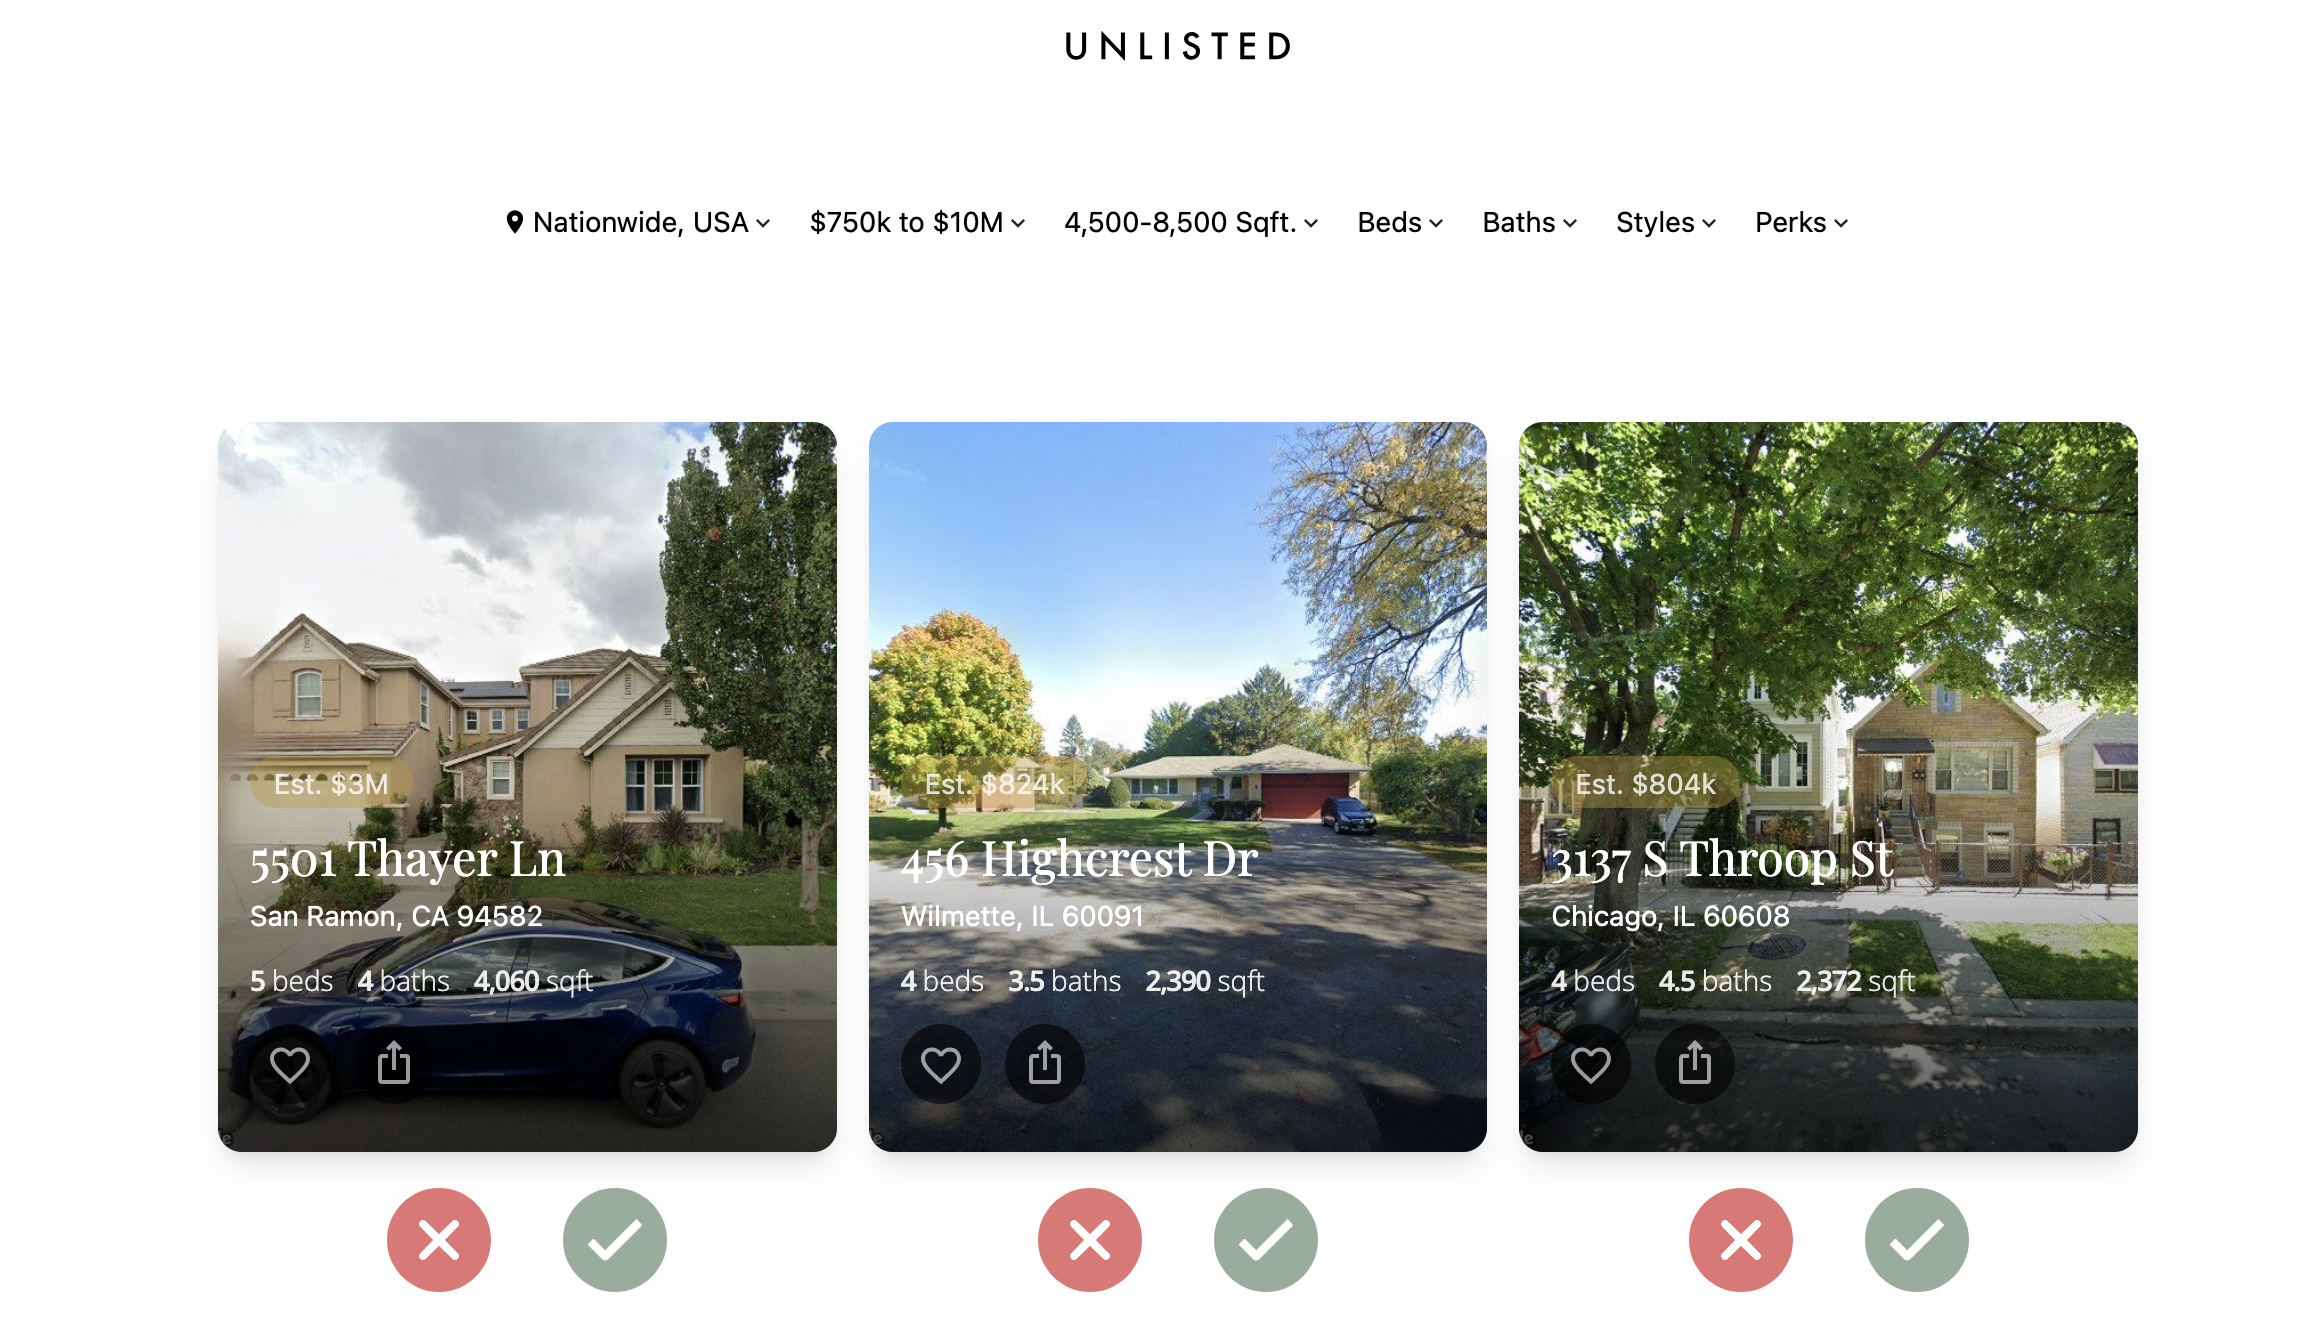 UNLISTED
Nationwide, USA $750k to $10M 4,500-8,500 Sqft. Beds Baths Styles Perks
Est. $3M
5501 Thayer Ln
San Ramon, CA 94582
5 beds 4 baths 4,060 sqft
Google
Est. $824k
456 Highcrest Dr
Wilmette, IL 60091
4 beds 3.5 baths 2,390 sqft
Est. $804k
3137 S Throop St
Chicago, IL 60608
4 beds 4.5 baths 2,372 sqft